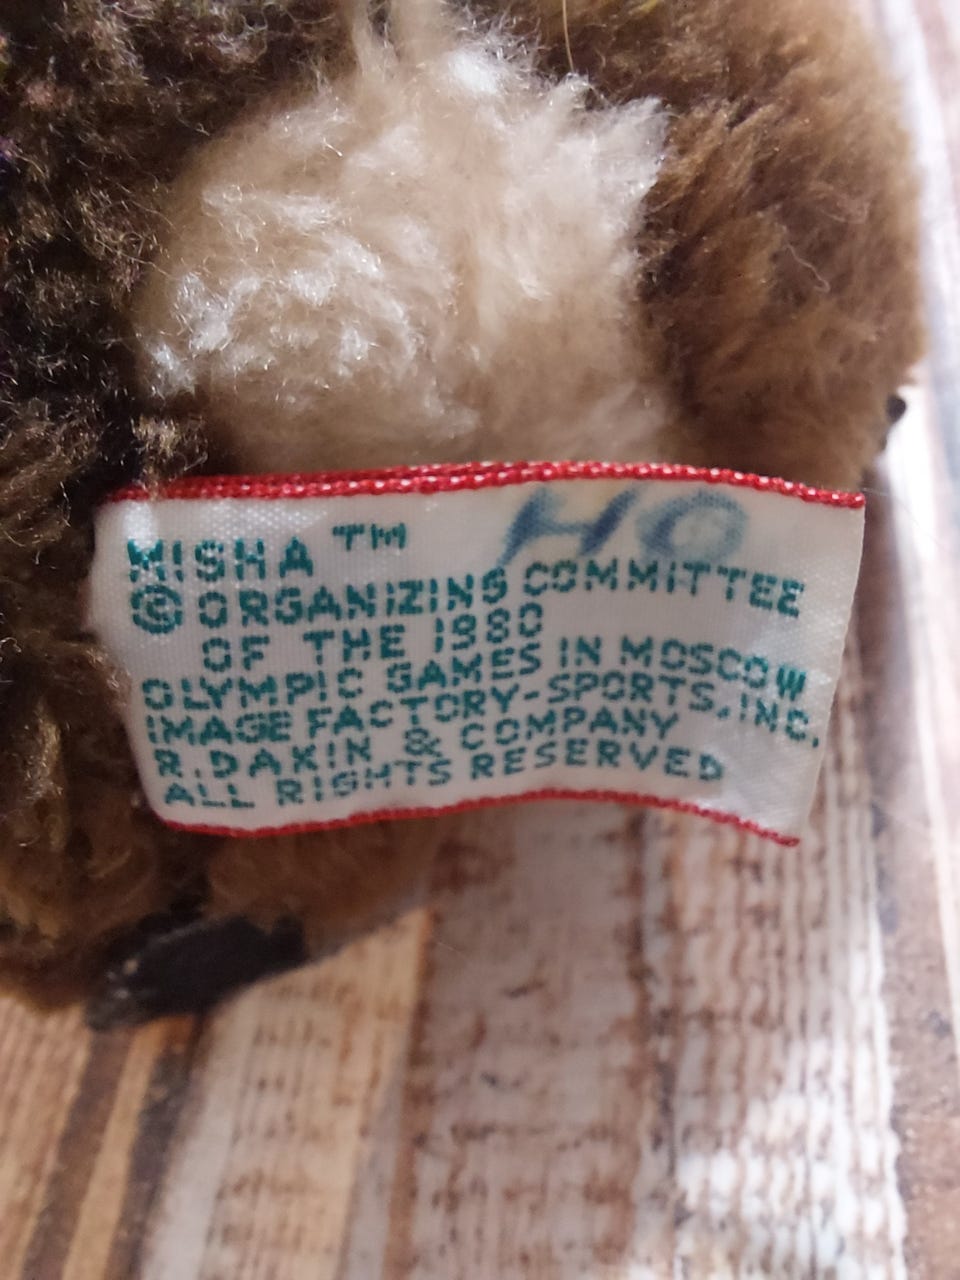 HO
MISHA ™
© ORGANIZING COMMITTEE
OF THE 1980
OLYMPIC GAMES IN MOSCOW
IMAGE FACTORY-SPORTS, INC.
R. DAKIN & COMPANY
ALL RIGHTS RESERVED